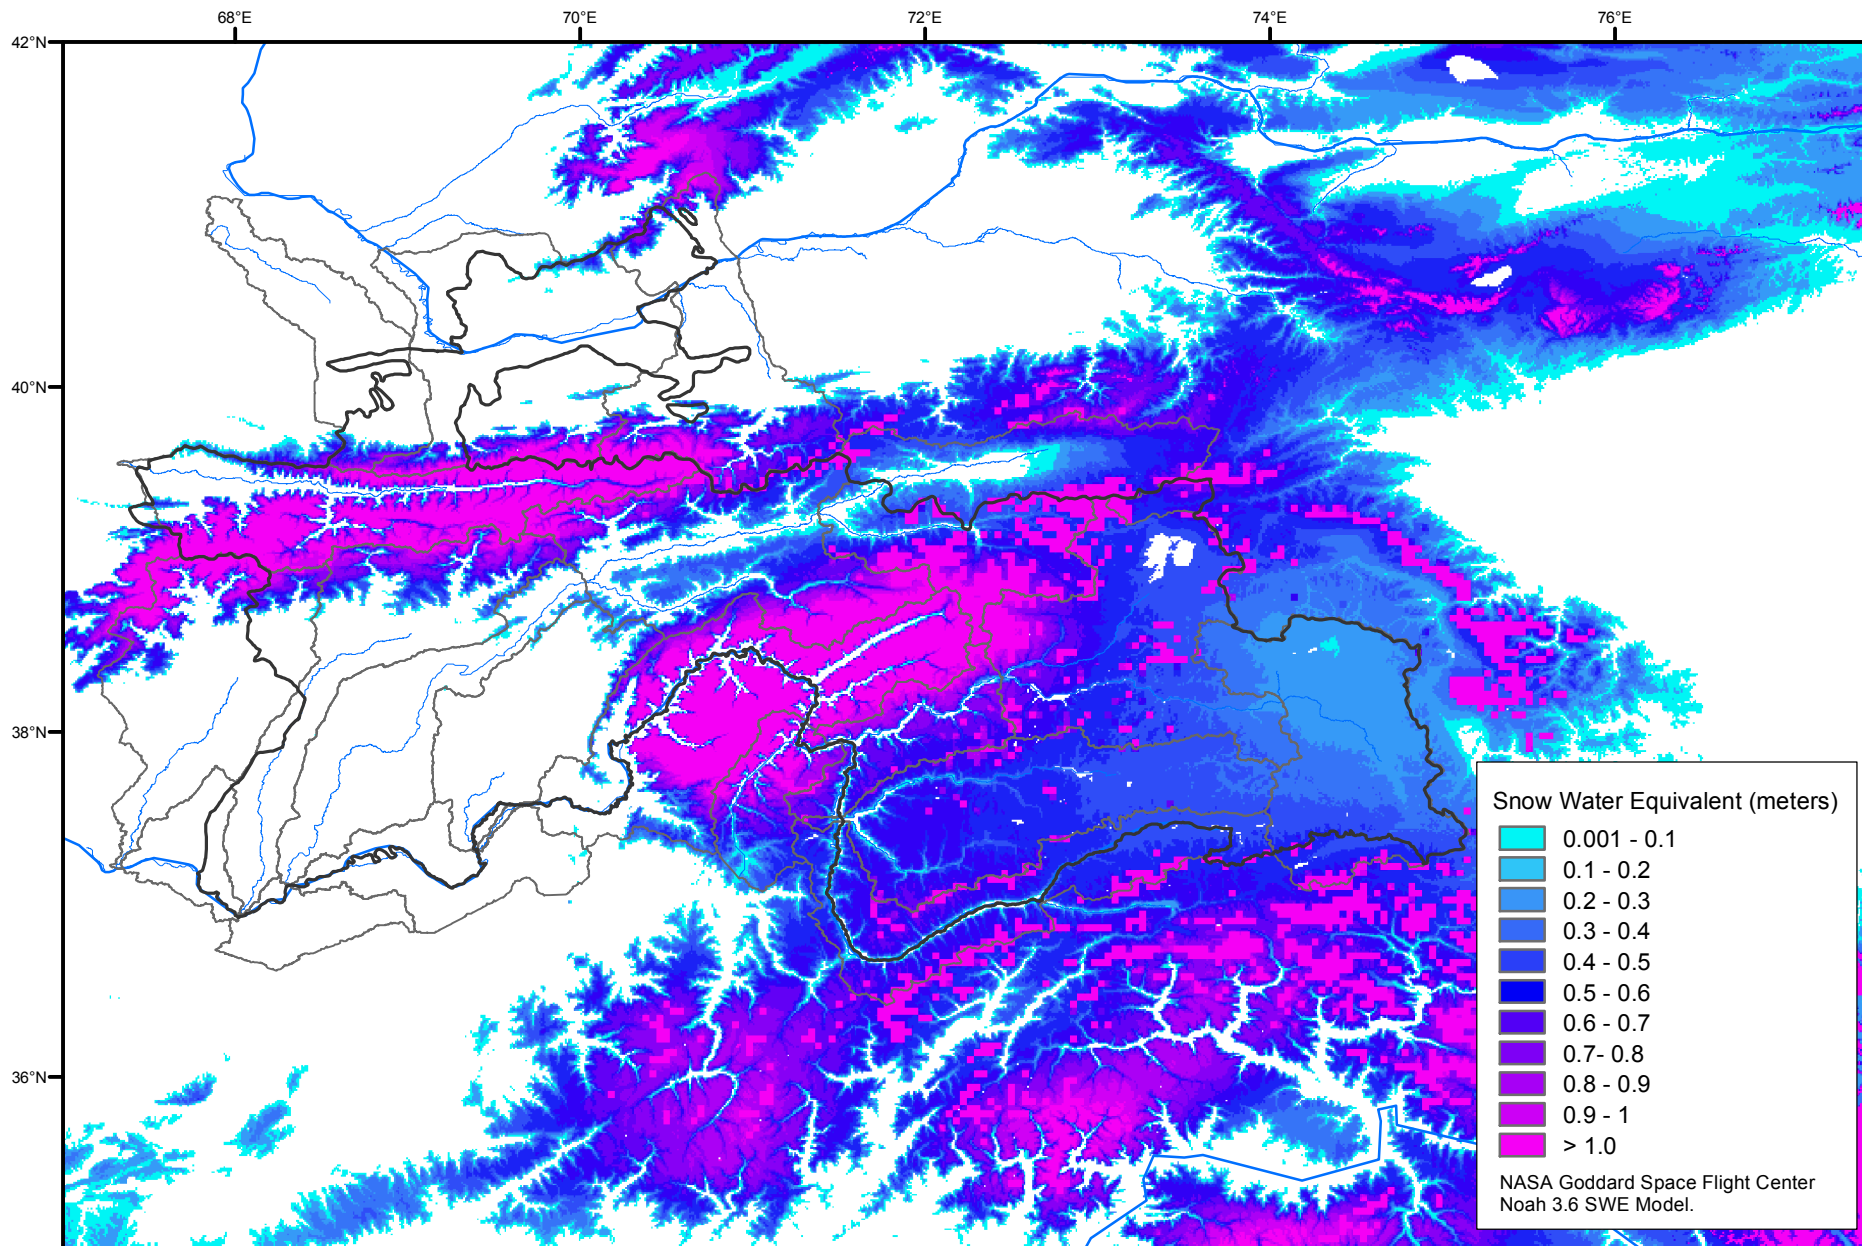 68°E
70°E
72°E
74°E
76°E
42°N
40°N
38°N
36°N
Snow Water Equivalent (meters)
0.001 - 0.1
0.1 - 0.2
0.2 - 0.3
0.3 - 0.4
0.4 - 0.5
0.5 - 0.6
0.6 - 0.7
0.7- 0.8
0.8 - 0.9
0.9 - 1
> 1.0
NASA Goddard Space Flight Center
Noah 3.6 SWE Model.